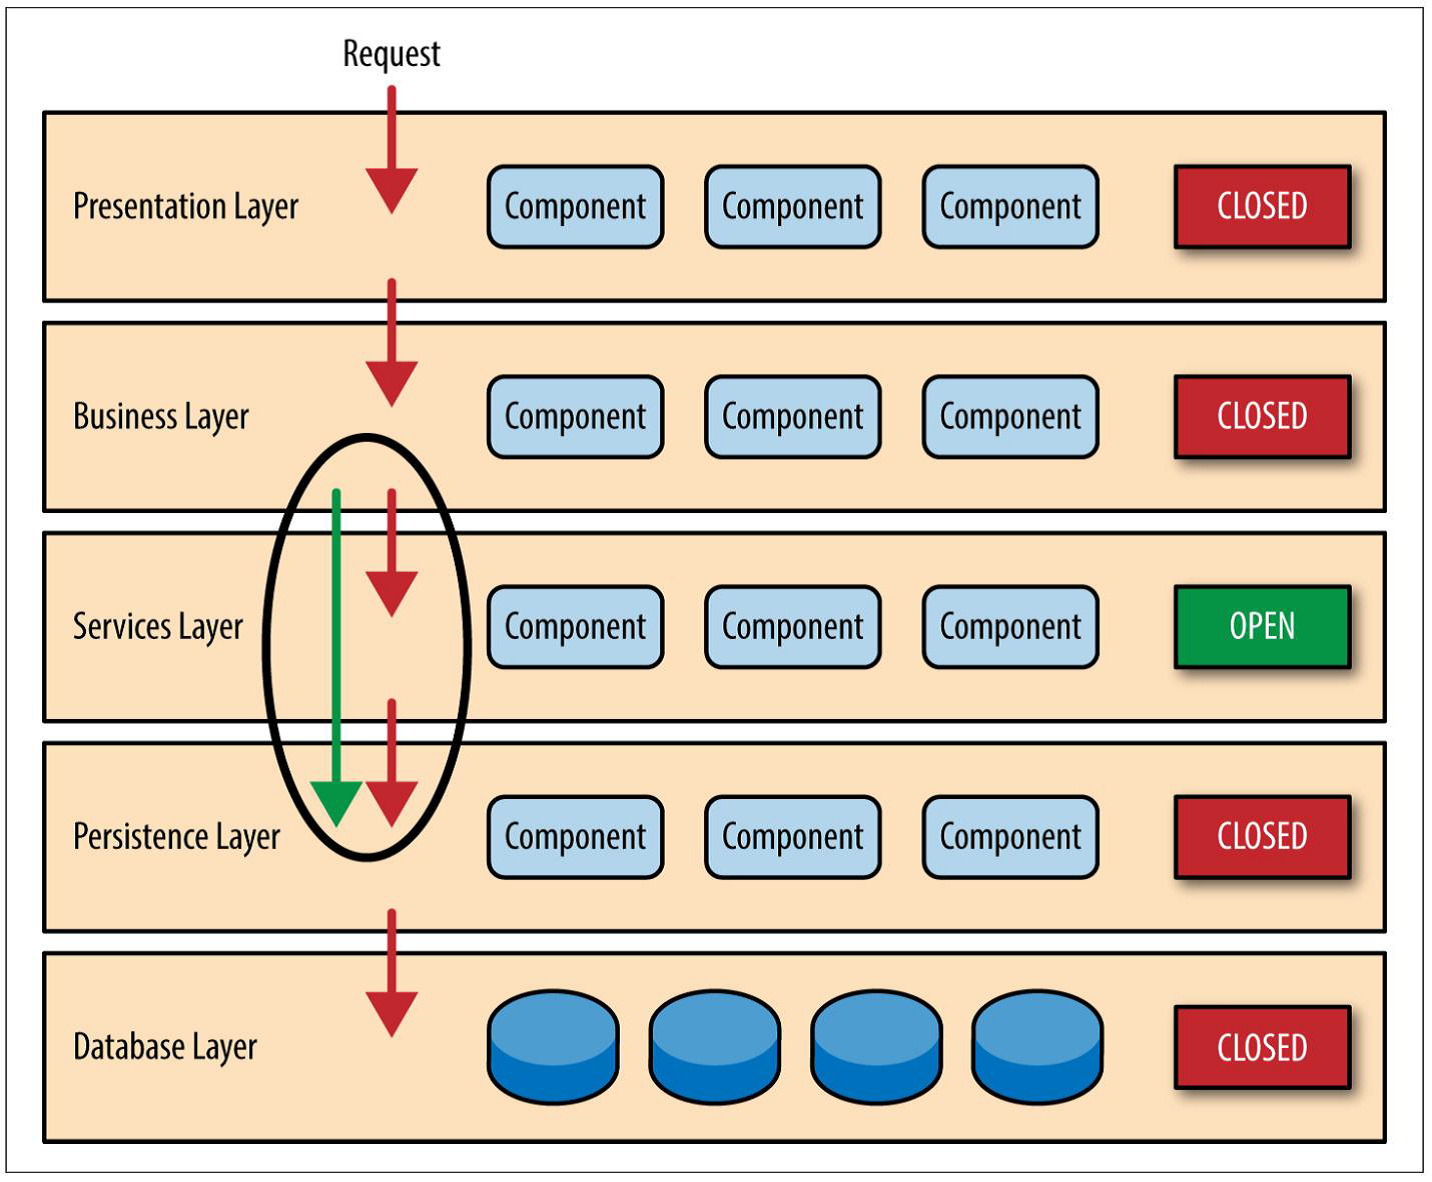 Request
Presentation Layer Component Component Component CLOSED
Business Layer Component Component Component CLOSED
Services Layer Component Component Component OPEN
Persistence Layer Component Component Component CLOSED
Database Layer CLOSED